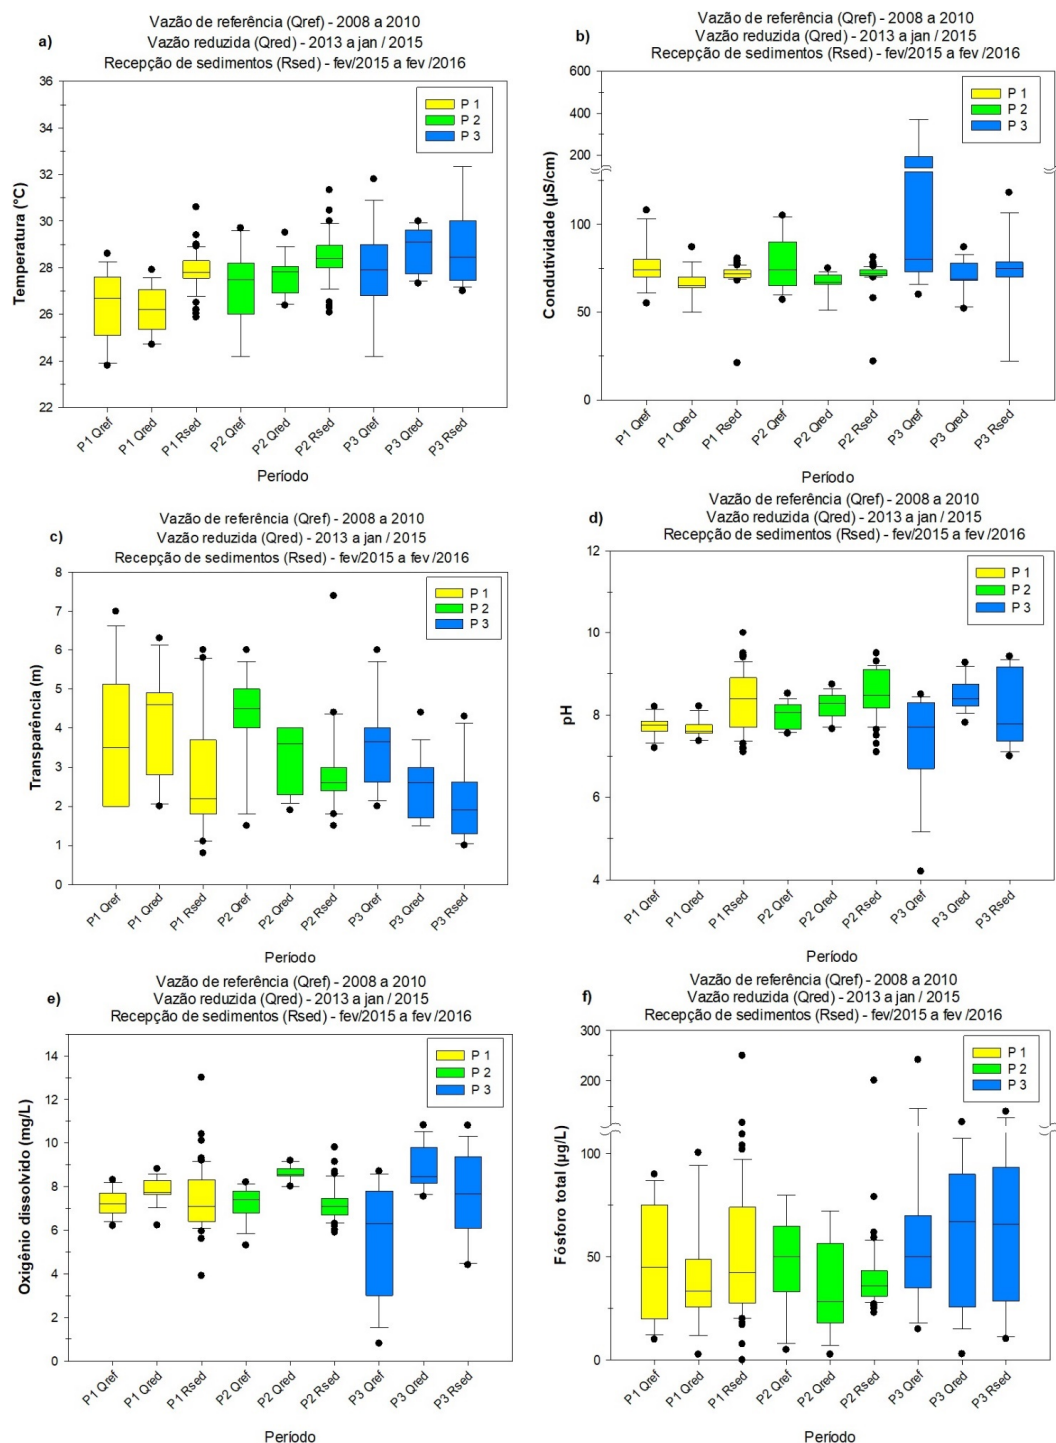 Vazão de referência (Qref) - 2008 a 2010
a)
Vazão reduzida (Qred) - 2013 a jan / 2015
Recepção de sedimentos (Rsed) - fev/2015 a fev /2016
36
34
32
30
28
26
24
22
Temperatura (°C)
P 1
P 2
P 3
P1 Qref
P1 Qred
P1 Rsed
P2 Qref
P2 Qred
P2 Rsed
P3 Qref
P3 Qred
P3 Rsed
Período
Vazão de referência (Qref) - 2008 a 2010
b)
Vazão reduzida (Qred) - 2013 a jan / 2015
Recepção de sedimentos (Rsed) - fev/2015 a fev /2016
600
400
200
100
50
0
Condutividade (µS/cm)
P 1
P 2
P 3
P1 Qref
P1 Qred
P1 Rsed
P2 Qref
P2 Qred
P2 Rsed
P3 Qref
P3 Qred
P3 Rsed
Período
Vazão de referência (Qref) - 2008 a 2010
c)
Vazão reduzida (Qred) - 2013 a jan / 2015
Recepção de sedimentos (Rsed) - fev/2015 a fev /2016
8
7
6
5
4
3
2
1
0
Transparência (m)
P 1
P 2
P 3
P1 Qref
P1 Qred
P1 Rsed
P2 Qref
P2 Qred
P2 Rsed
P3 Qref
P3 Qred
P3 Rsed
Período
Vazão de referência (Qref) - 2008 a 2010
d)
Vazão reduzida (Qred) - 2013 a jan / 2015
Recepção de sedimentos (Rsed) - fev/2015 a fev /2016
12
10
8
6
4
pH
P 1
P 2
P 3
P1 Qref
P1 Qred
P1 Rsed
P2 Qref
P2 Qred
P2 Rsed
P3 Qref
P3 Qred
P3 Rsed
Período
Vazão de referência (Qref) - 2008 a 2010
e)
Vazão reduzida (Qred) - 2013 a jan / 2015
Recepção de sedimentos (Rsed) - fev/2015 a fev /2016
14
12
10
8
6
4
2
0
Oxigênio dissolvido (mg/L)
P 1
P 2
P 3
P1 Qref
P1 Qred
P1 Rsed
P2 Qref
P2 Qred
P2 Rsed
P3 Qref
P3 Qred
P3 Rsed
Período
Vazão de referência (Qref) - 2008 a 2010
f)
Vazão reduzida (Qred) - 2013 a jan / 2015
Recepção de sedimentos (Rsed) - fev/2015 a fev /2016
300
200
100
50
0
Fósforo total (µg/L)
P 1
P 2
P 3
P1 Qref
P1 Qred
P1 Rsed
P2 Qref
P2 Qred
P2 Rsed
P3 Qref
P3 Qred
P3 Rsed
Período